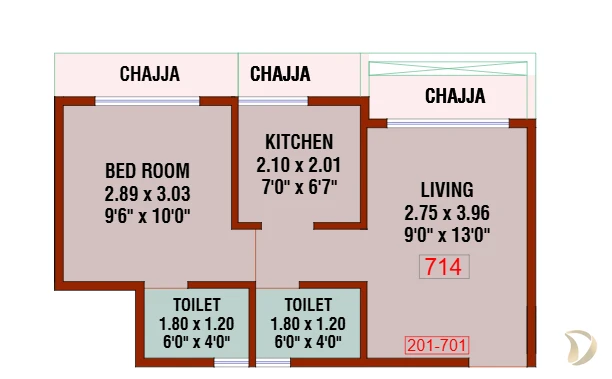 CHAJJA
CHAJJA
CHAJJA
BED ROOM
2.89 x 3.03
9'6" x 10'0"
KITCHEN
2.10 x 2.01
7'0" x 6'7"
LIVING
2.75 x 3.96
9'0" x 13'0"
714
TOILET
1.80 x 1.20
6'0" x 4'0"
TOILET
1.80 x 1.20
6'0" x 4'0"
201-701